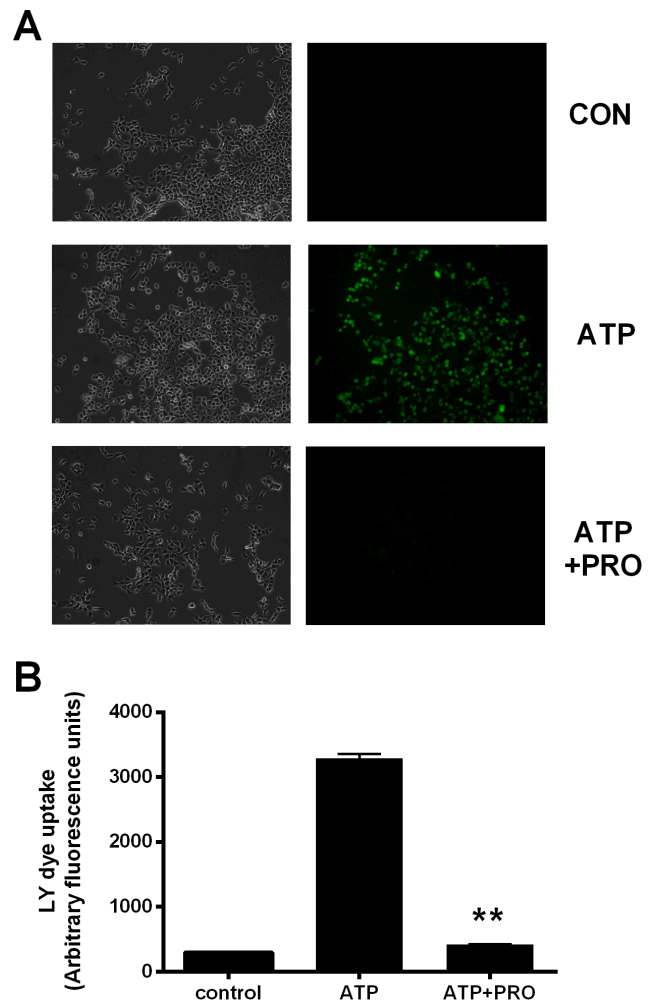 A
CON
ATP
ATP
+PRO
B
LY dye uptake
(Arbitrary fluorescence units)
4000
3000
2000
1000
0
**
control
ATP
ATP+PRO